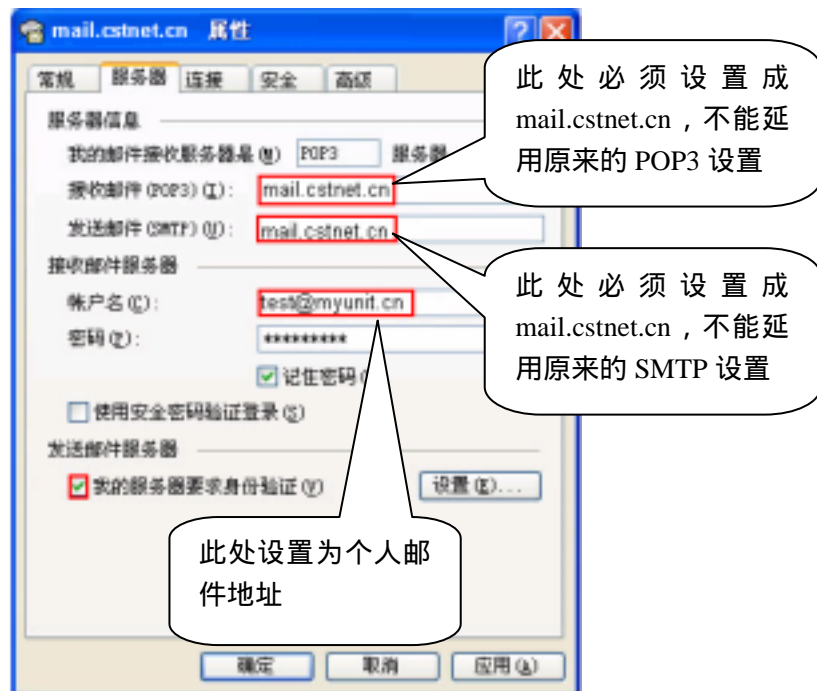 mail.cstnet.cn 属性
常规 服务器 连接 安全 高级
服务器信息
我的邮件接收服务器是(M) POP3 服务器
接收邮件(POP3)(I): mail.cstnet.cn
发送邮件(SMTP)(U): mail.cstnet.cn
接收邮件服务器
帐户名(C): test@myunit.cn
密码(P): *********
记住密码(
使用安全密码验证登录(S)
发送邮件服务器
我的服务器要求身份验证(V) 设置(E)...
确定 取消 应用(A)
此处必须设置成
mail.cstnet.cn，不能延
用原来的 POP3 设置
此处必须设置成
mail.cstnet.cn，不能延
用原来的 SMTP 设置
此处设置为个人邮
件地址